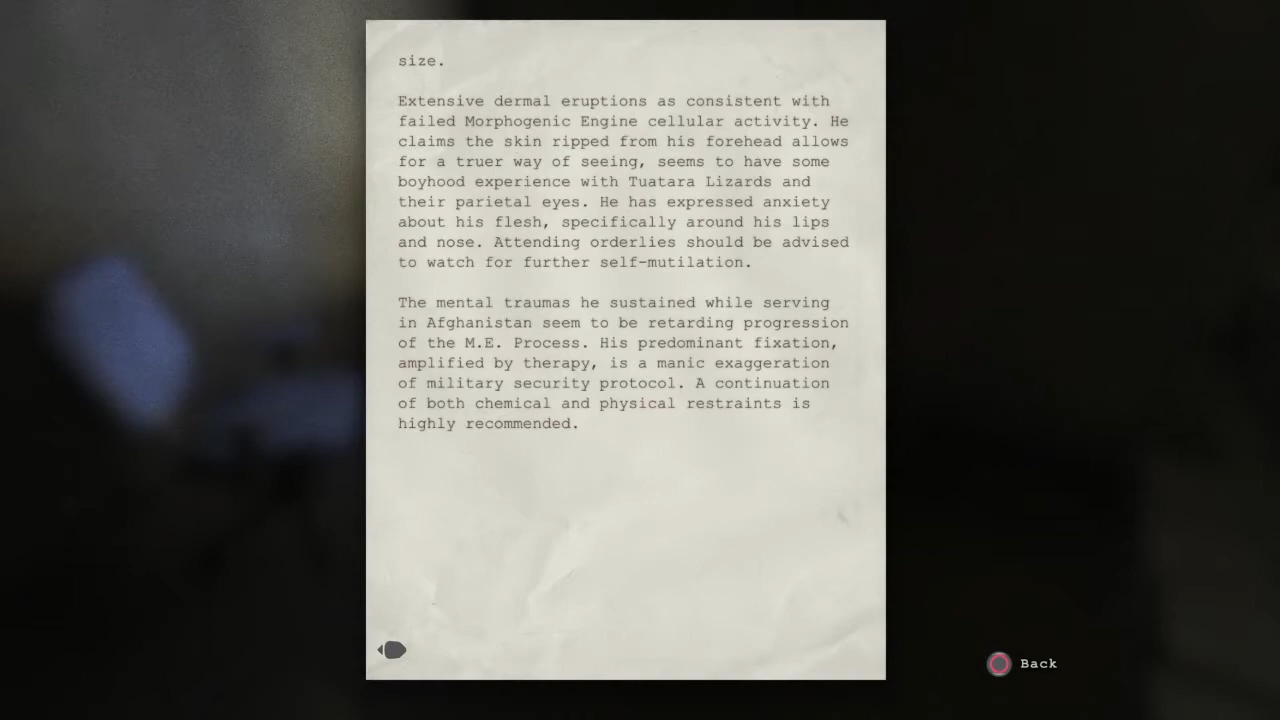 size.
Extensive dermal eruptions as consistent with
failed Morphogenic Engine cellular activity. He
claims the skin ripped from his forehead allows
for a truer way of seeing, seems to have some
boyhood experience with Tuatara Lizards and
their parietal eyes. He has expressed anxiety
about his flesh, specifically around his lips
and nose. Attending orderlies should be advised
to watch for further self-mutilation.
The mental traumas he sustained while serving
in Afghanistan seem to be retarding progression
of the M.E. Process. His predominant fixation,
amplified by therapy, is a manic exaggeration
of military security protocol. A continuation
of both chemical and physical restraints is
highly recommended.
Back